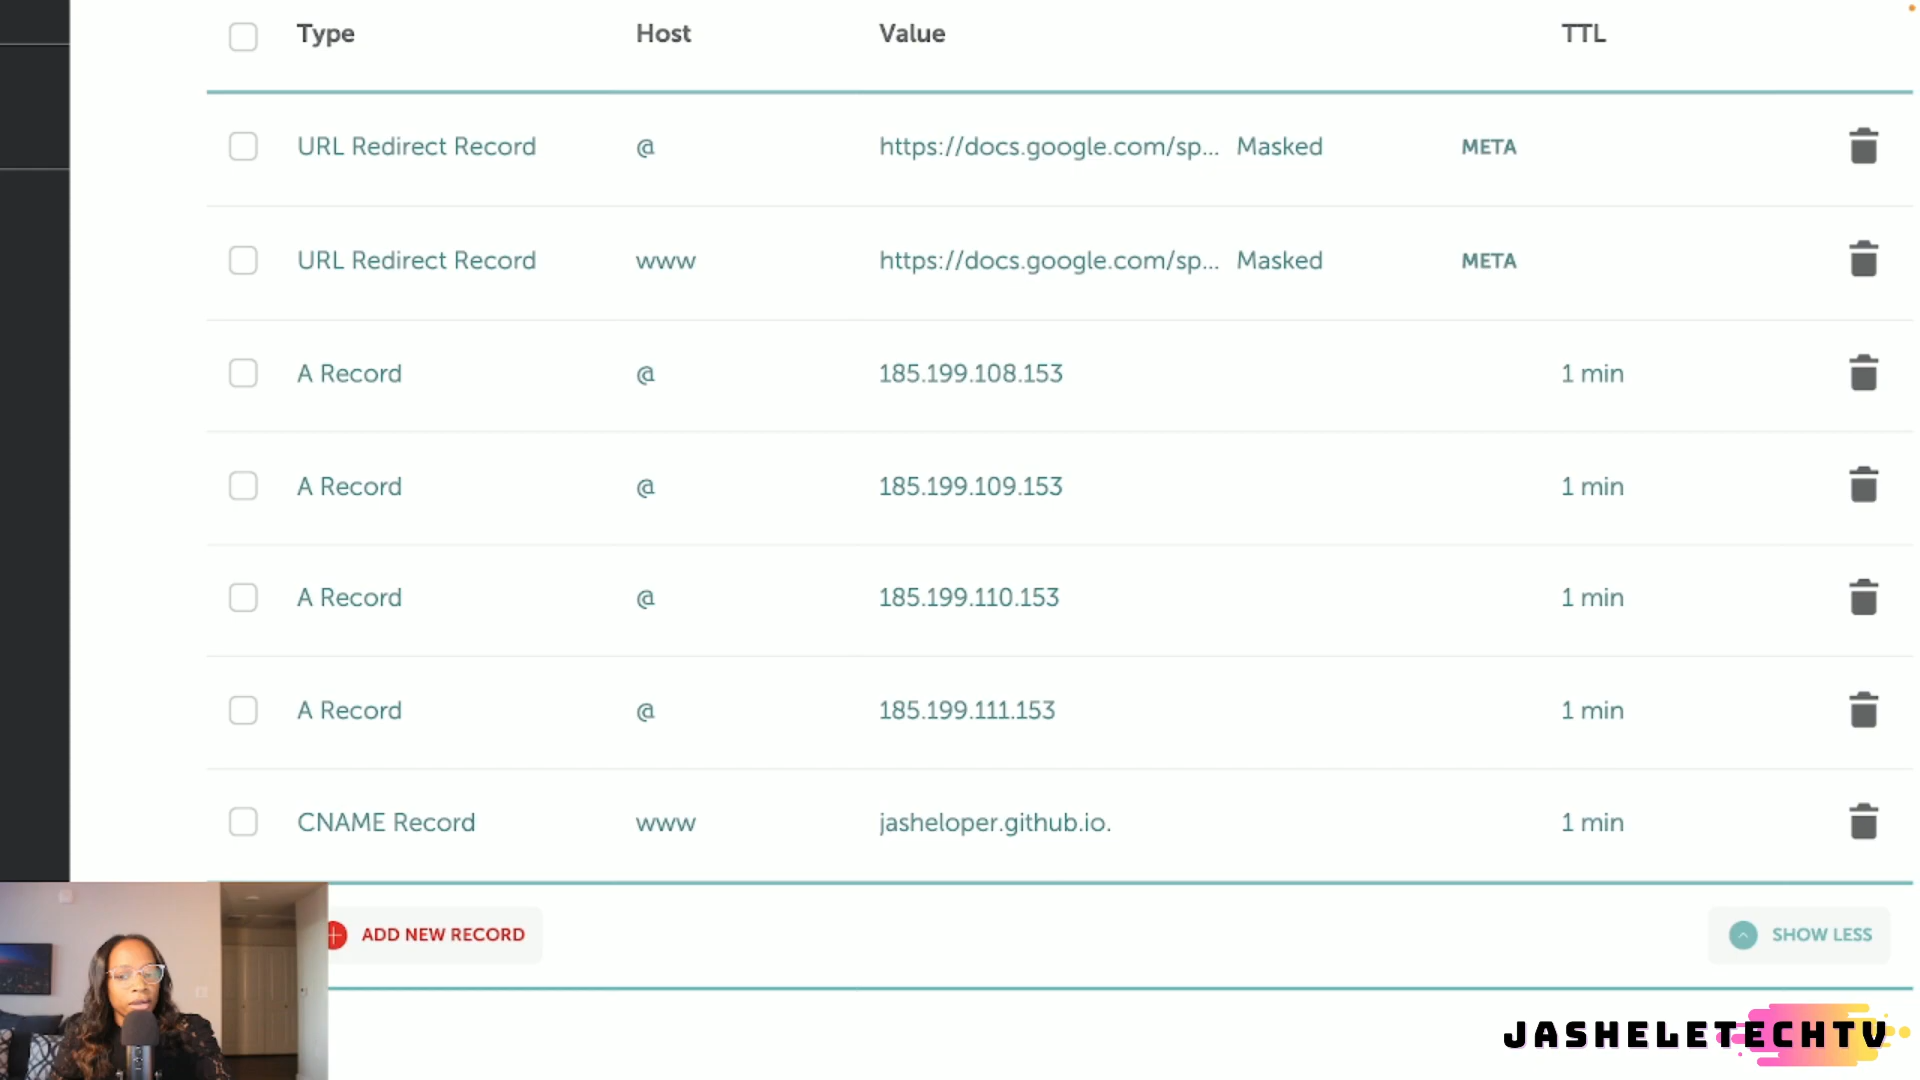 Type Host Value TTL
URL Redirect Record @ https://docs.google.com/sp... Masked META
URL Redirect Record www https://docs.google.com/sp... Masked META
A Record @ 185.199.108.153 1 min
A Record @ 185.199.109.153 1 min
A Record @ 185.199.110.153 1 min
A Record @ 185.199.111.153 1 min
CNAME Record www jasheloper.github.io. 1 min
ADD NEW RECORD SHOW LESS
JASHELETECHTV